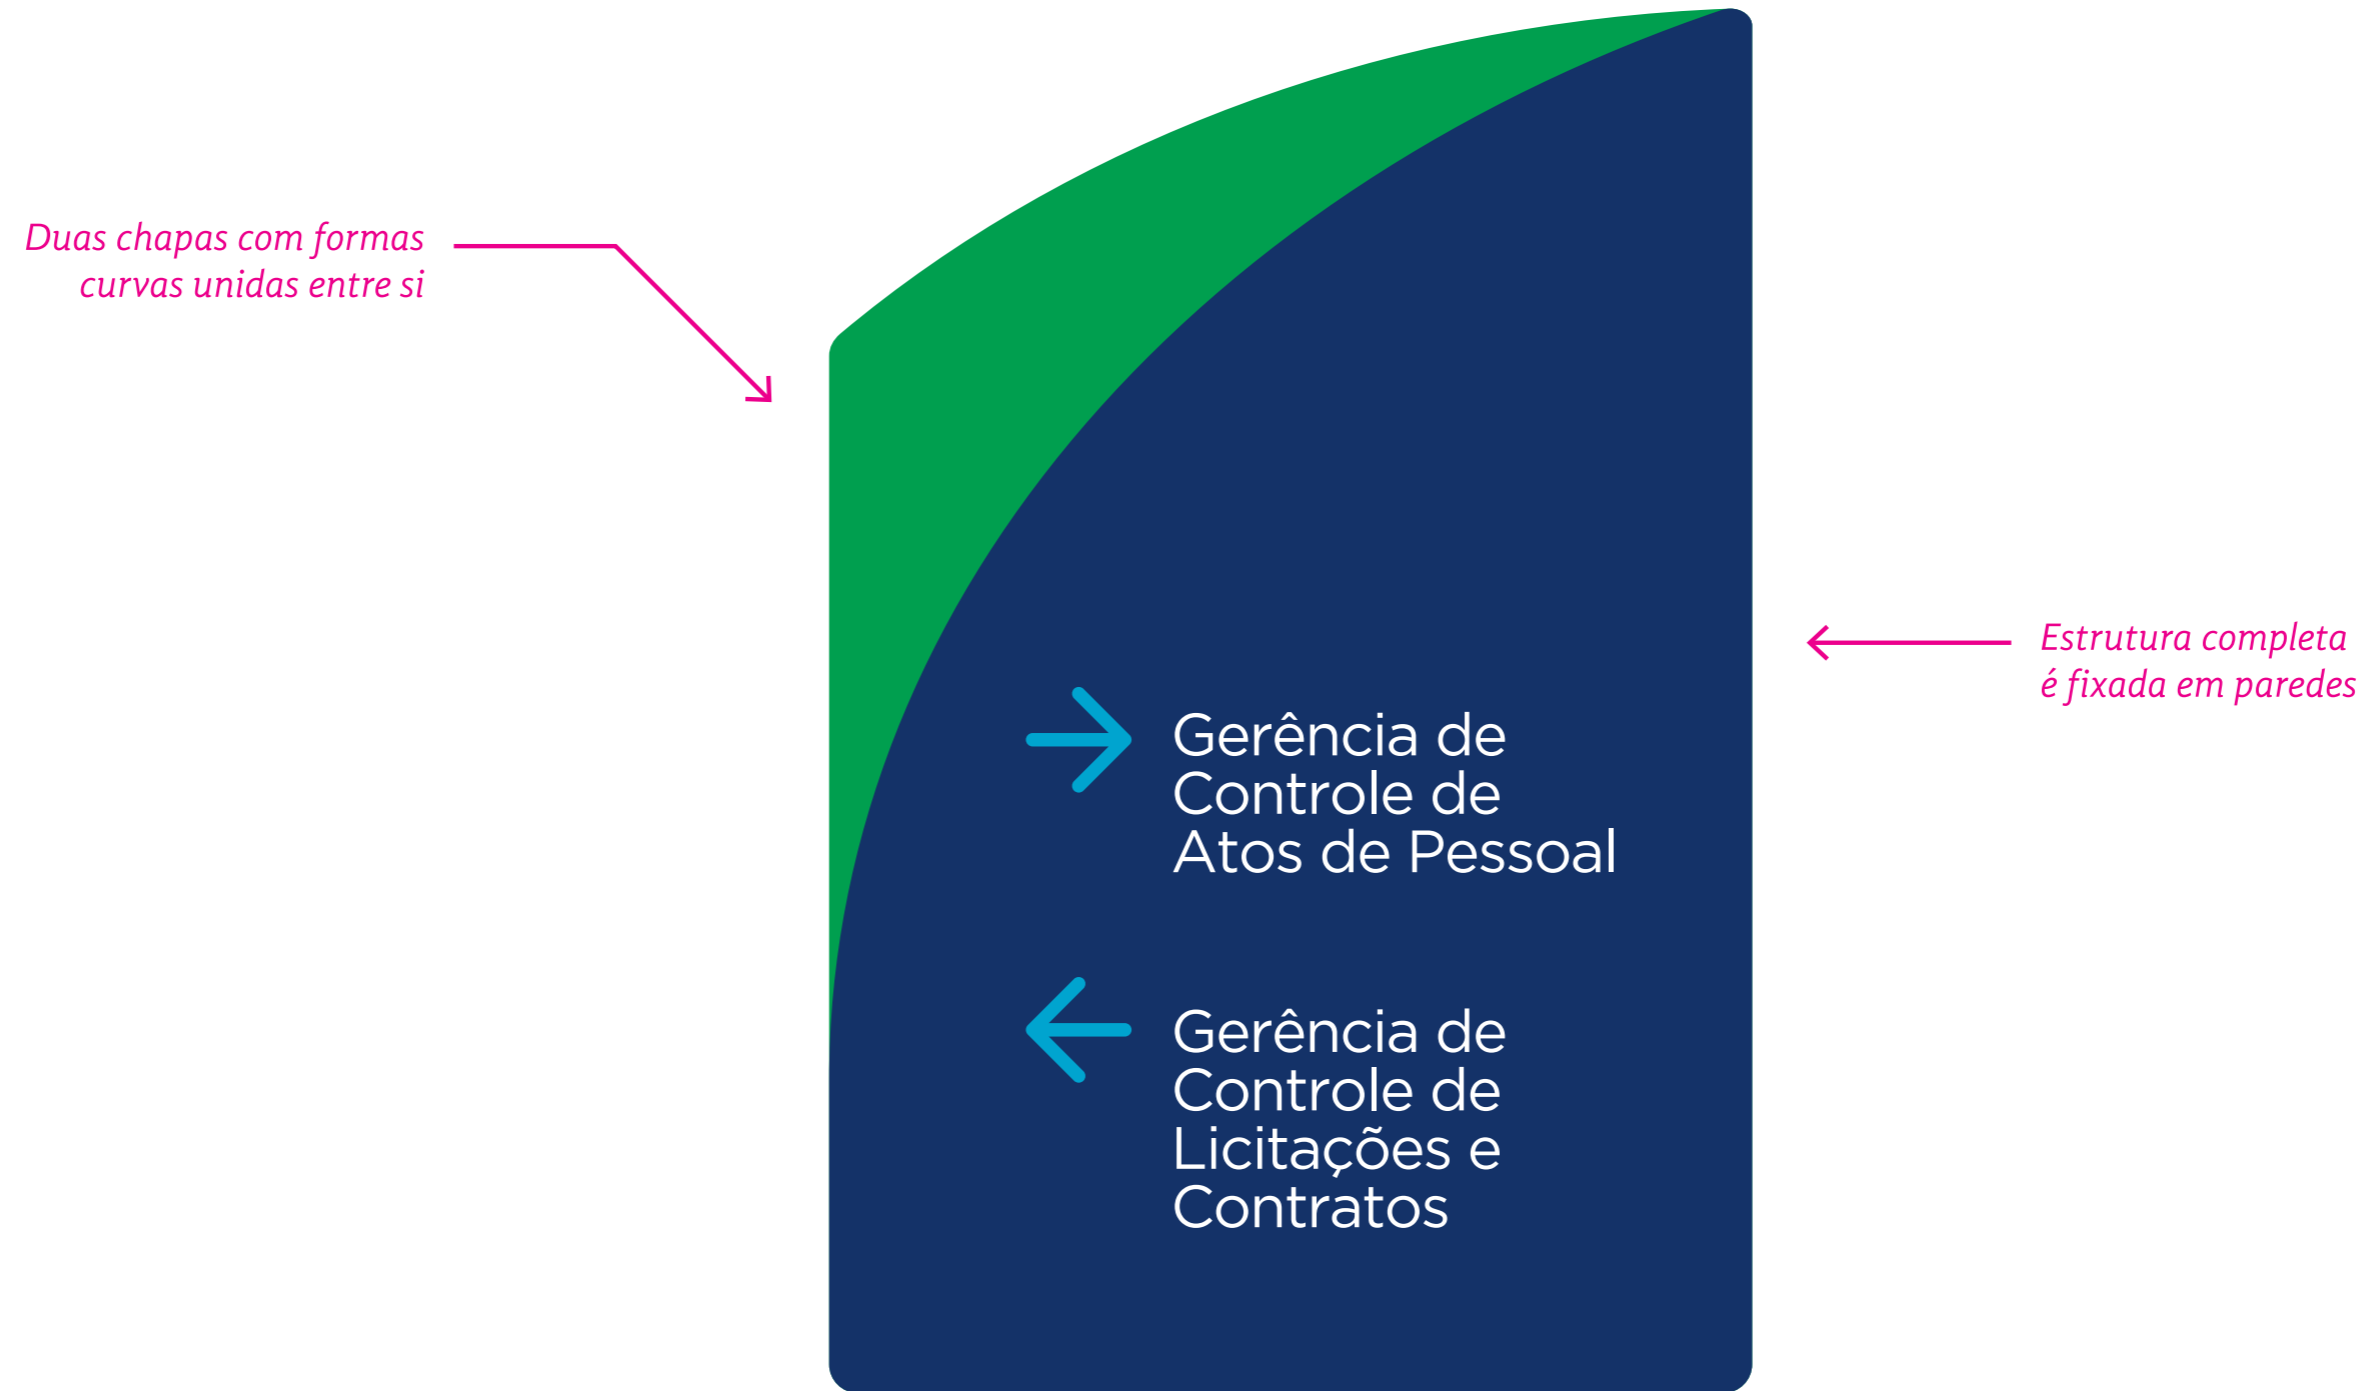 Duas chapas com formas
curvas unidas entre si
Estrutura completa
é fixada em paredes
Gerência de
Controle de
Atos de Pessoal
Gerência de
Controle de
Licitações e
Contratos